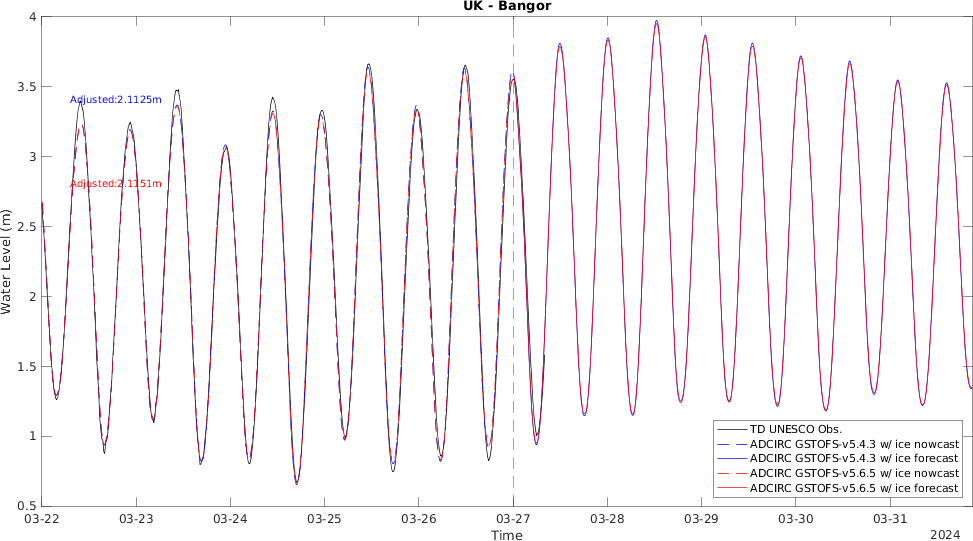 UK - Bangor
4
3.5
3
2.5
2
1.5
1
0.5
Water Level (m)
Adjusted:2.1125m
Adjusted:2.1151m
TD UNESCO Obs.
ADCIRC GSTOFS-v5.4.3 w/ ice nowcast
ADCIRC GSTOFS-v5.4.3 w/ ice forecast
ADCIRC GSTOFS-v5.6.5 w/ ice nowcast
ADCIRC GSTOFS-v5.6.5 w/ ice forecast
03-22 03-23 03-24 03-25 03-26 03-27 03-28 03-29 03-30 03-31
Time
2024